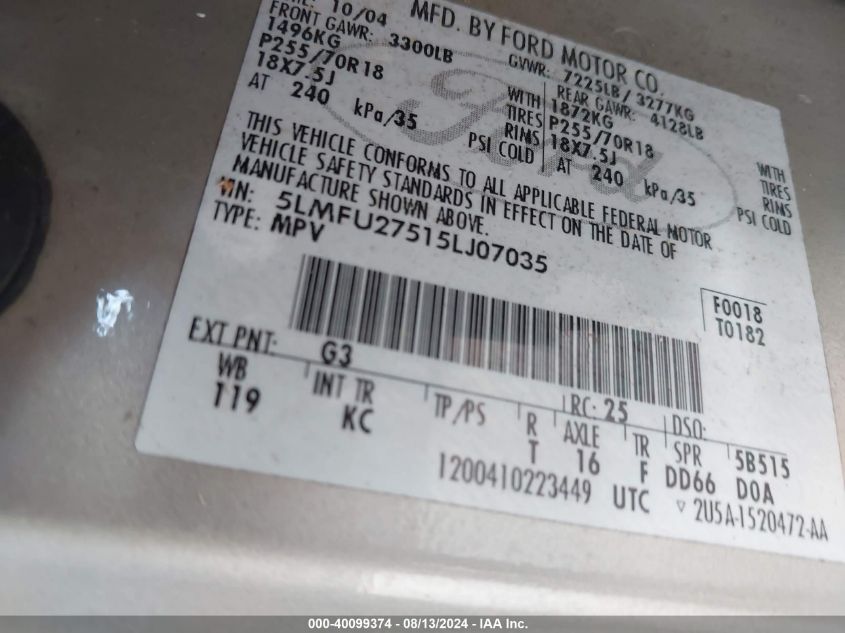 10/04
MFD. BY FORD MOTOR CO.
FRONT GAWR: 3300LB
GVWR: 7225LB / 3277KG
1496KG
REAR GAWR: 4128LB
P255/70R18
WITH
1872KG
WITH
18X7.5J
TIRES
P255/70R18
TIRES
AT 240 kPa/35
RIMS
18X7.5J
RIMS
PSI COLD
AT 240 kPa/35
PSI COLD
Ford
THIS VEHICLE CONFORMS TO ALL APPLICABLE FEDERAL MOTOR
VEHICLE SAFETY STANDARDS IN EFFECT ON THE DATE OF
MANUFACTURE SHOWN ABOVE.
VIN: 5LMFU27515LJ07035
TYPE: MPV
F0018
T0182
EXT PNT: G3
RC: 25
DSO:
WB
INT TR
TP/PS
R
AXLE
TR
SPR
5B515
119
KC
T
16
F
DD66
D0A
1200410223449
UTC
▽ 2U5A-1520472-AA
000-40099374 - 08/13/2024 - IAA Inc.